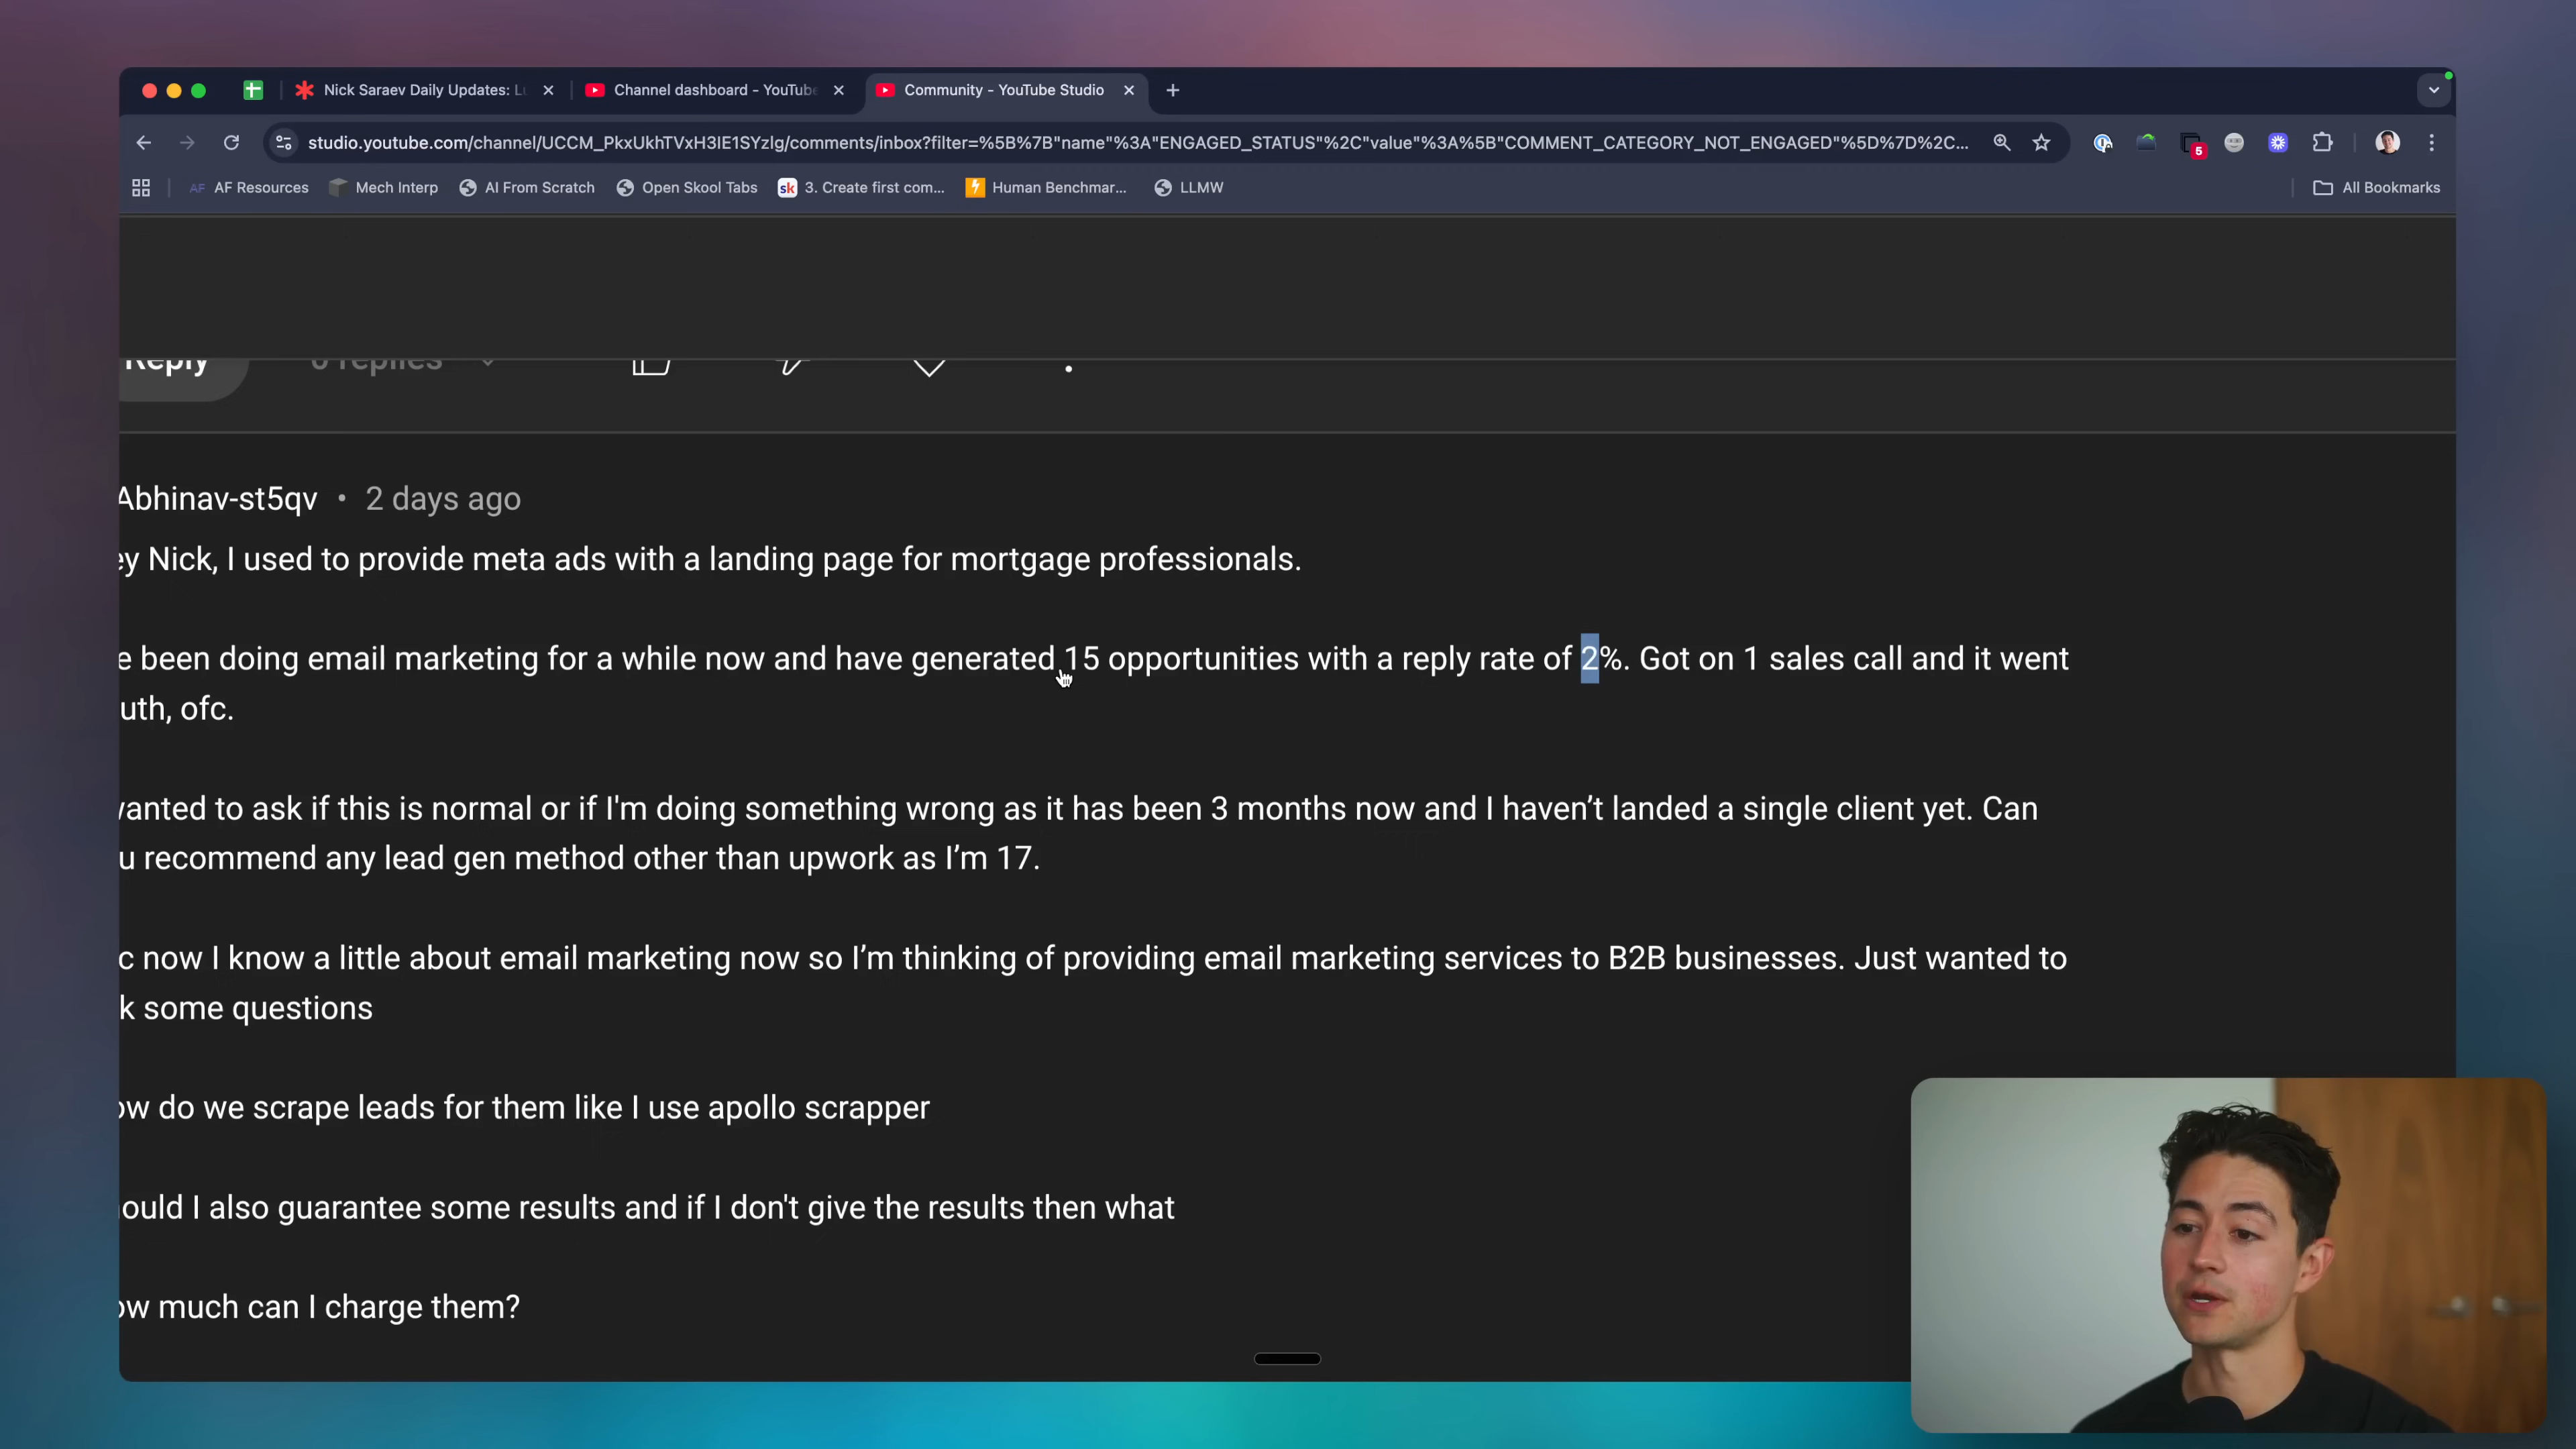 Nick Saraev Daily Updates: Lu
Channel dashboard - YouTube
Community - YouTube Studio
studio.youtube.com/channel/UCCM_PkxUkhTVxH3IE1SYzlg/comments/inbox?filter=%5B%7B"name"%3A"ENGAGED_STATUS"%2C"value"%3A%5B"COMMENT_CATEGORY_NOT_ENGAGED"%5D%7D%2C...
5
AF AF Resources
Mech Interp
AI From Scratch
Open Skool Tabs
sk 3. Create first com...
Human Benchmar...
LLMW
All Bookmarks
Reply
replies
Abhinav-st5qv • 2 days ago
ey Nick, I used to provide meta ads with a landing page for mortgage professionals.
e been doing email marketing for a while now and have generated 15 opportunities with a reply rate of 2%. Got on 1 sales call and it went
uth, ofc.
wanted to ask if this is normal or if I'm doing something wrong as it has been 3 months now and I haven't landed a single client yet. Can
u recommend any lead gen method other than upwork as I'm 17.
c now I know a little about email marketing now so I'm thinking of providing email marketing services to B2B businesses. Just wanted to
k some questions
ow do we scrape leads for them like I use apollo scrapper
ould I also guarantee some results and if I don't give the results then what
ow much can I charge them?